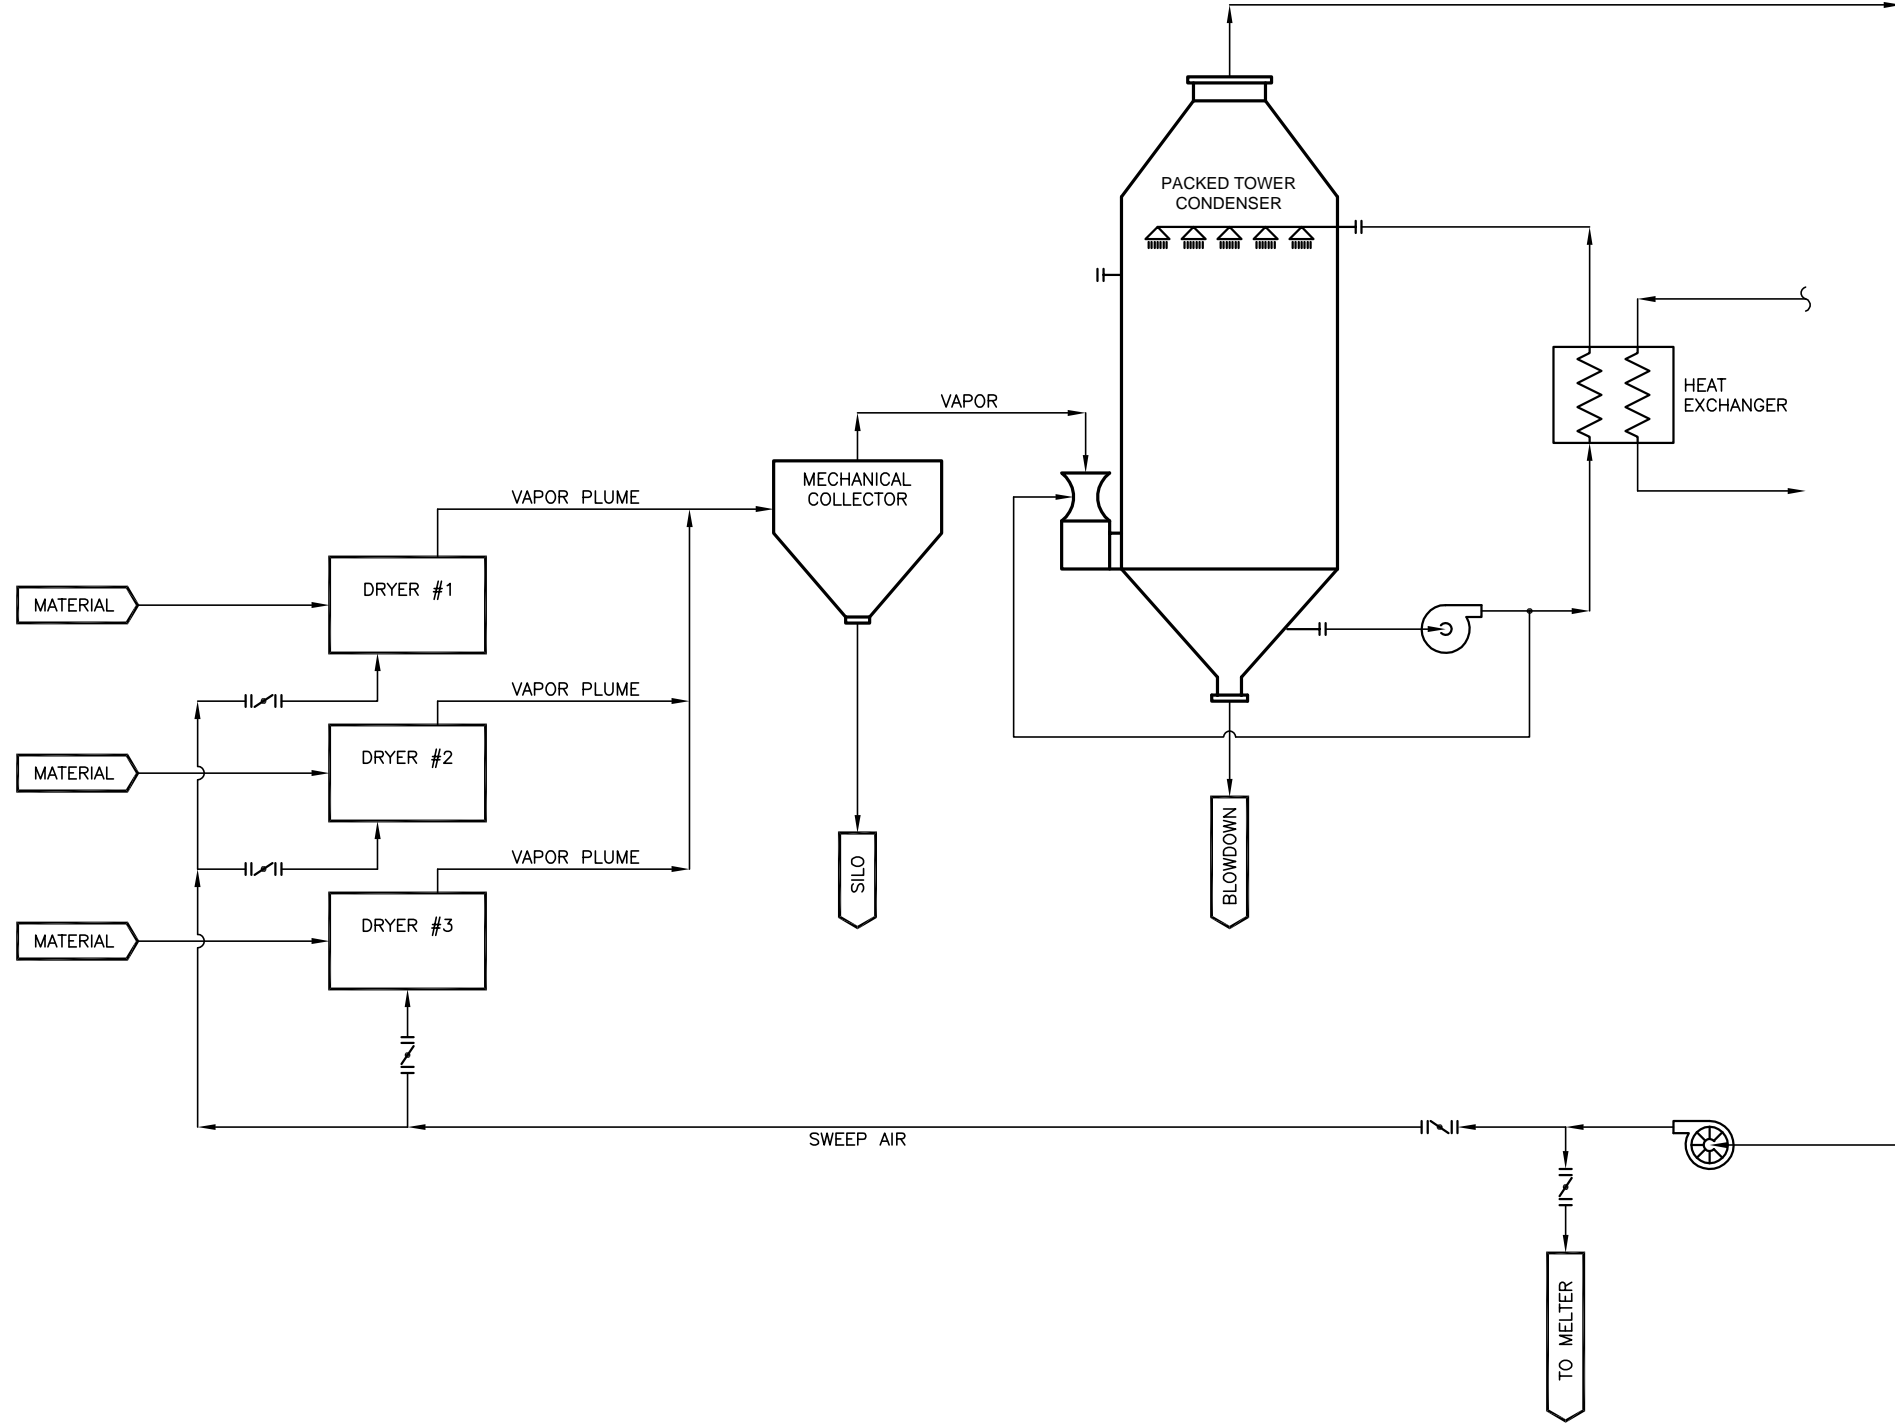 PACKED TOWER
CONDENSER
HEAT
EXCHANGER
VAPOR
MECHANICAL
COLLECTOR
VAPOR PLUME
DRYER #1
MATERIAL
VAPOR PLUME
DRYER #2
MATERIAL
VAPOR PLUME
DRYER #3
MATERIAL
SILO
BLOWDOWN
SWEEP AIR
TO MELTER